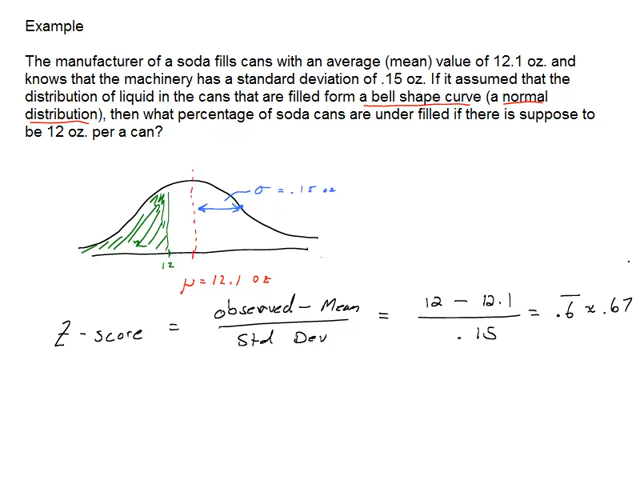 Example
The manufacturer of a soda fills cans with an average (mean) value of 12.1 oz. and
knows that the machinery has a standard deviation of .15 oz. If it assumed that the
distribution of liquid in the cans that are filled form a bell shape curve (a normal
distribution), then what percentage of soda cans are under filled if there is suppose to
be 12 oz. per a can?
σ = .15 oz
12
μ = 12.1 oz
Z-score = observed - Mean / Std Dev = 12 - 12.1 / .15 = .6̅ ≈ .67